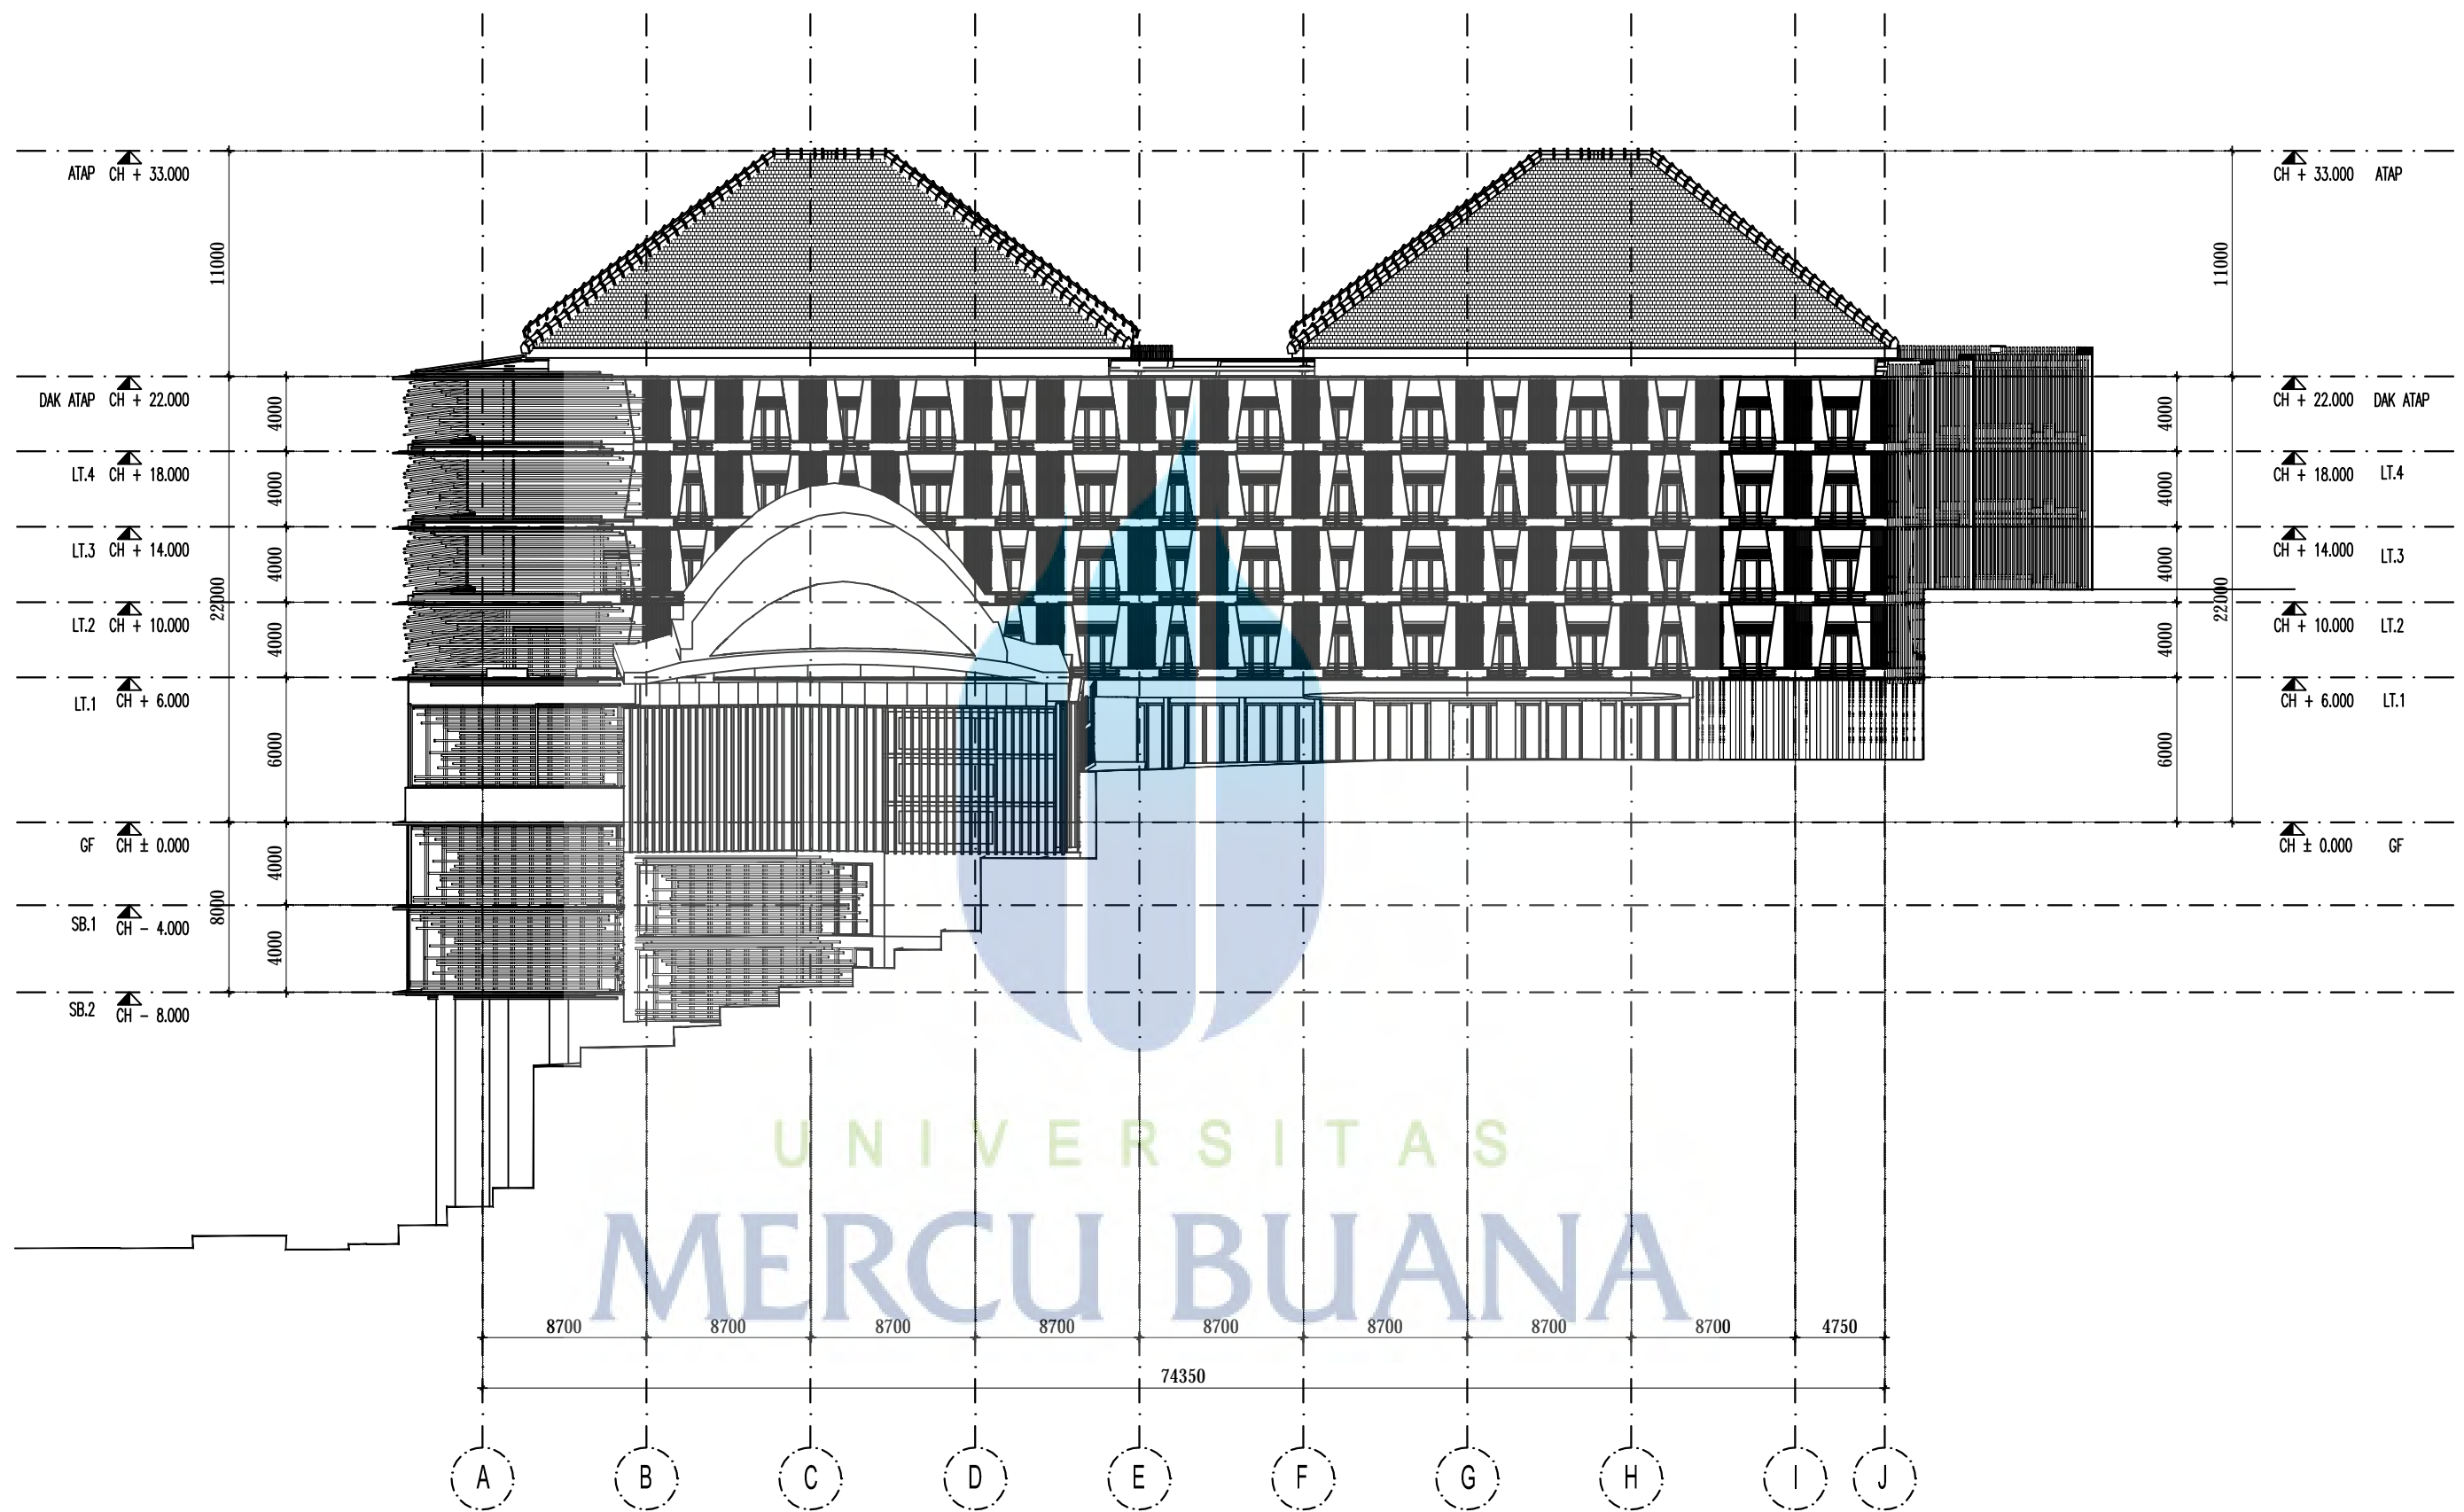 ATAP CH + 33.000
CH + 33.000 ATAP
11000
11000
DAK ATAP CH + 22.000
CH + 22.000 DAK ATAP
4000
4000
LT.4 CH + 18.000
CH + 18.000 LT.4
4000
4000
LT.3 CH + 14.000
CH + 14.000 LT.3
4000
4000
22000
22000
LT.2 CH + 10.000
CH + 10.000 LT.2
4000
4000
LT.1 CH + 6.000
CH + 6.000 LT.1
6000
6000
GF CH ± 0.000
CH ± 0.000 GF
4000
8000
SB.1 CH - 4.000
4000
SB.2 CH - 8.000
UNIVERSITAS
MERCU BUANA
8700 8700 8700 8700 8700 8700 8700 8700 4750
74350
A B C D E F G H I J